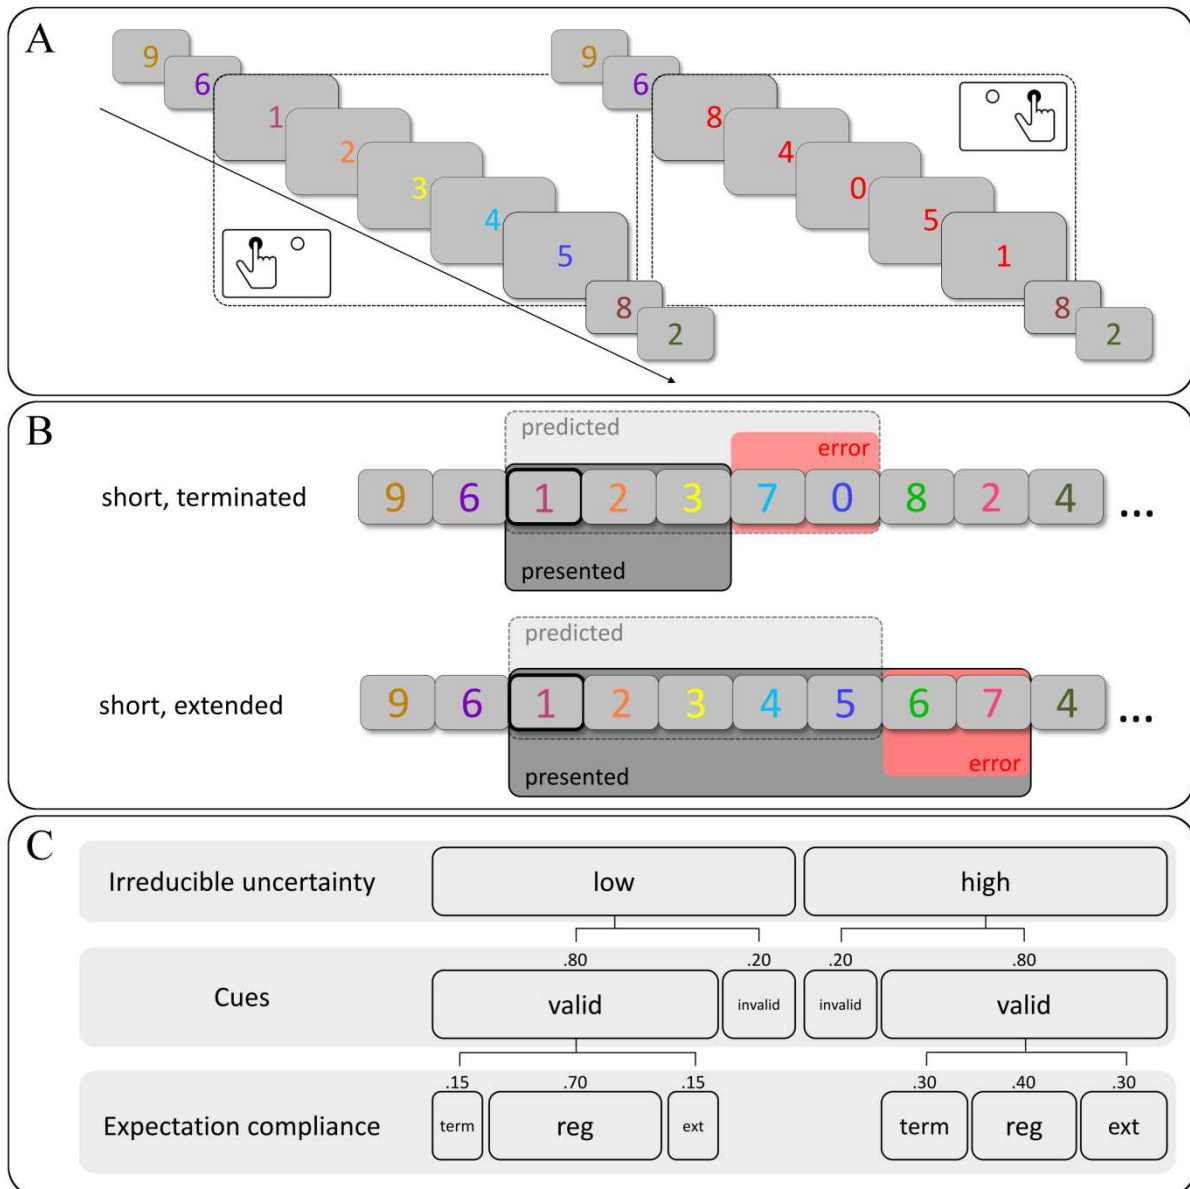 A
9 9
6 6
1 8
2 4
3 0
4 5
5 1
8 8
2 2
B
predicted
error
short, terminated 9 6 1 2 3 7 0 8 2 4 ...
presented
predicted
short, extended 9 6 1 2 3 4 5 6 7 4 ...
presented error
C
Irreducible uncertainty low high
.80 .20 .20 .80
Cues valid invalid invalid valid
.15 .70 .15 .30 .40 .30
Expectation compliance term reg ext term reg ext